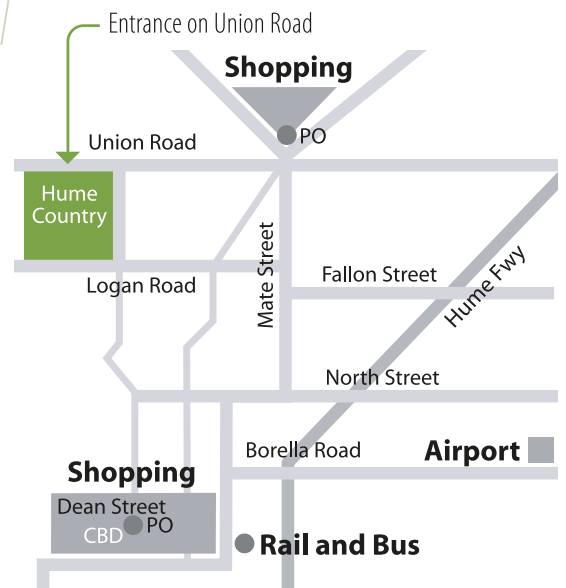 Entrance on Union Road
Shopping
PO
Union Road
Hume
Country
Mate Street
Fallon Street
Hume Fwy
Logan Road
North Street
Borella Road
Airport
Shopping
Dean Street
PO
CBD
Rail and Bus